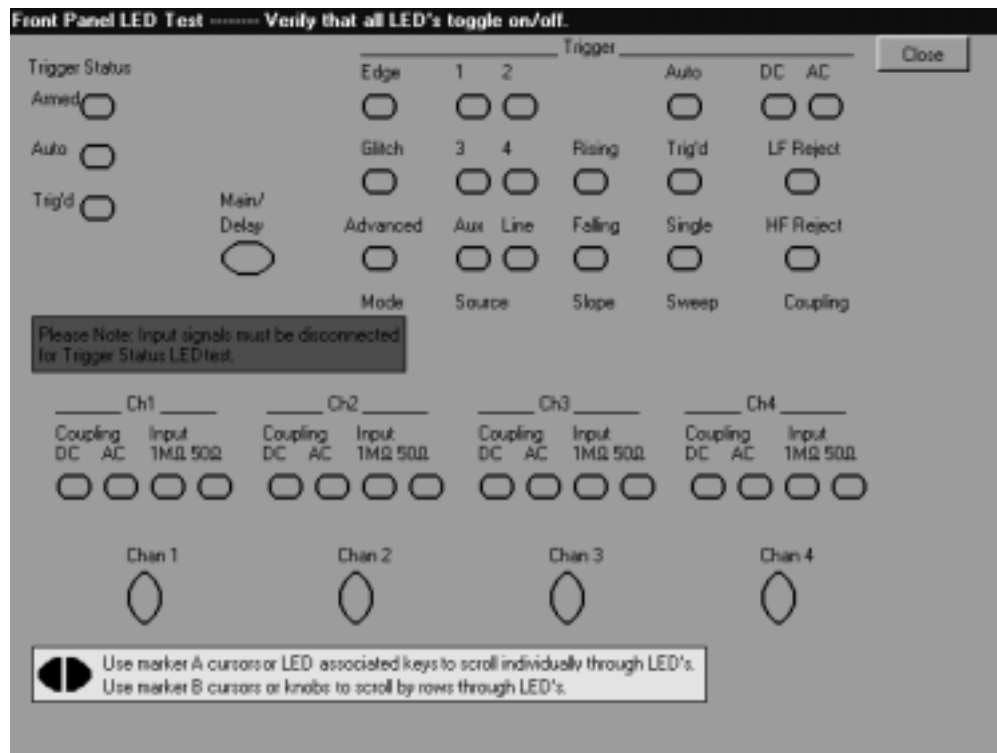 Front Panel LED Test -------- Verify that all LED's toggle on/off.
Close
Trigger Status
Armed
Auto
Trig'd
Main/
Delay
Trigger
Edge 1 2 Auto DC AC
Glitch 3 4 Rising Trig'd LF Reject
Advanced Aux Line Falling Single HF Reject
Mode Source Slope Sweep Coupling
Please Note: Input signals must be disconnected
for Trigger Status LED test.
Ch1 Ch2 Ch3 Ch4
Coupling Input Coupling Input Coupling Input Coupling Input
DC AC 1MΩ 50Ω DC AC 1MΩ 50Ω DC AC 1MΩ 50Ω DC AC 1MΩ 50Ω
Chan 1 Chan 2 Chan 3 Chan 4
Use marker A cursors or LED associated keys to scroll individually through LED's.
Use marker B cursors or knobs to scroll by rows through LED's.